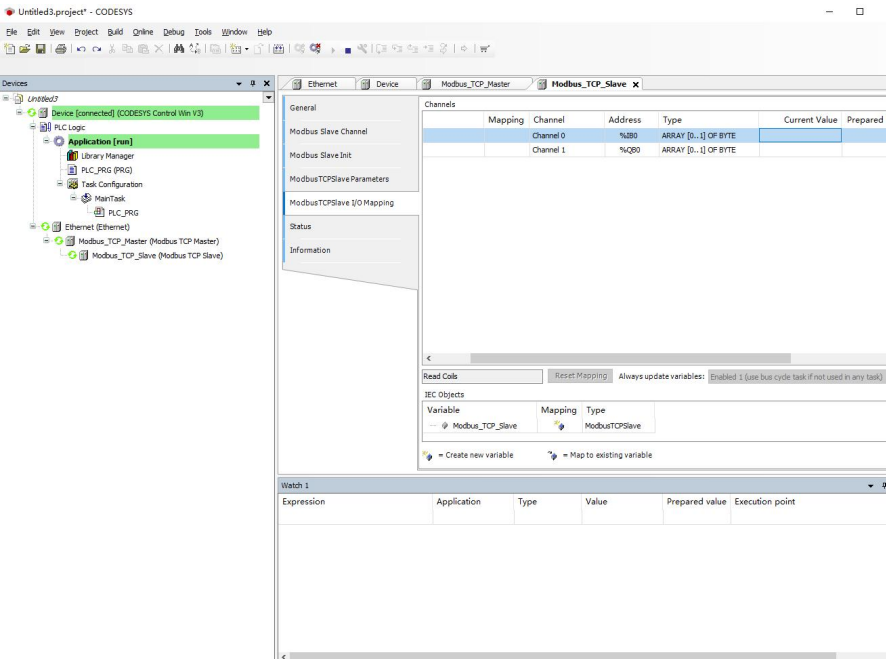 Untitled3.project* - CODESYS
File Edit View Project Build Online Debug Tools Window Help
Devices
Untitled3
Device [connected] (CODESYS Control Win V3)
PLC Logic
Application [run]
Library Manager
PLC_PRG (PRG)
Task Configuration
MainTask
PLC_PRG
Ethernet (Ethernet)
Modbus_TCP_Master (Modbus TCP Master)
Modbus_TCP_Slave (Modbus TCP Slave)
Ethernet Device Modbus_TCP_Master Modbus_TCP_Slave
General
Modbus Slave Channel
Modbus Slave Init
ModbusTCPSlave Parameters
ModbusTCPSlave I/O Mapping
Status
Information
Channels
Mapping Channel Address Type Current Value Prepared
Channel 0 %IB0 ARRAY [0..1] OF BYTE
Channel 1 %QB0 ARRAY [0..1] OF BYTE
Read Coils Reset Mapping Always update variables: Enabled 1 (use bus cycle task if not used in any task)
IEC Objects
Variable Mapping Type
Modbus_TCP_Slave ModbusTCPSlave
= Create new variable = Map to existing variable
Watch 1
Expression Application Type Value Prepared value Execution point